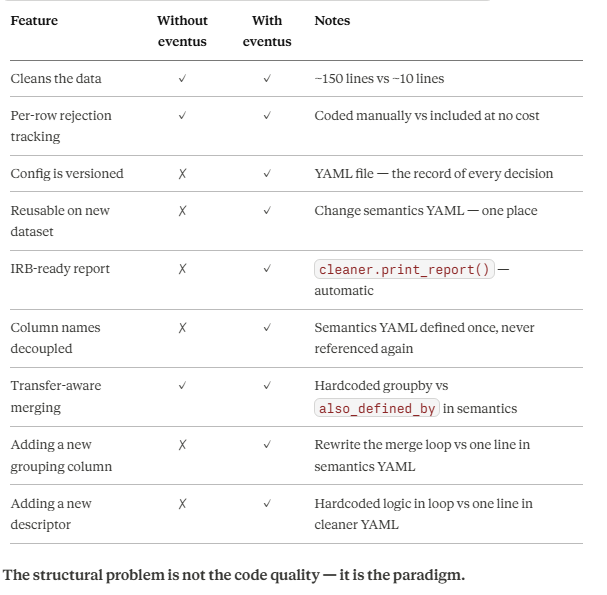 Feature Without eventus With eventus Notes
Cleans the data ✓ ✓ ~150 lines vs ~10 lines
Per-row rejection tracking ✓ ✓ Coded manually vs included at no cost
Config is versioned ✗ ✓ YAML file — the record of every decision
Reusable on new dataset ✗ ✓ Change semantics YAML — one place
IRB-ready report ✗ ✓ cleaner.print_report() — automatic
Column names decoupled ✗ ✓ Semantics YAML defined once, never referenced again
Transfer-aware merging ✓ ✓ Hardcoded groupby vs also_defined_by in semantics
Adding a new grouping column ✗ ✓ Rewrite the merge loop vs one line in semantics YAML
Adding a new descriptor ✗ ✓ Hardcoded logic in loop vs one line in cleaner YAML
The structural problem is not the code quality — it is the paradigm.